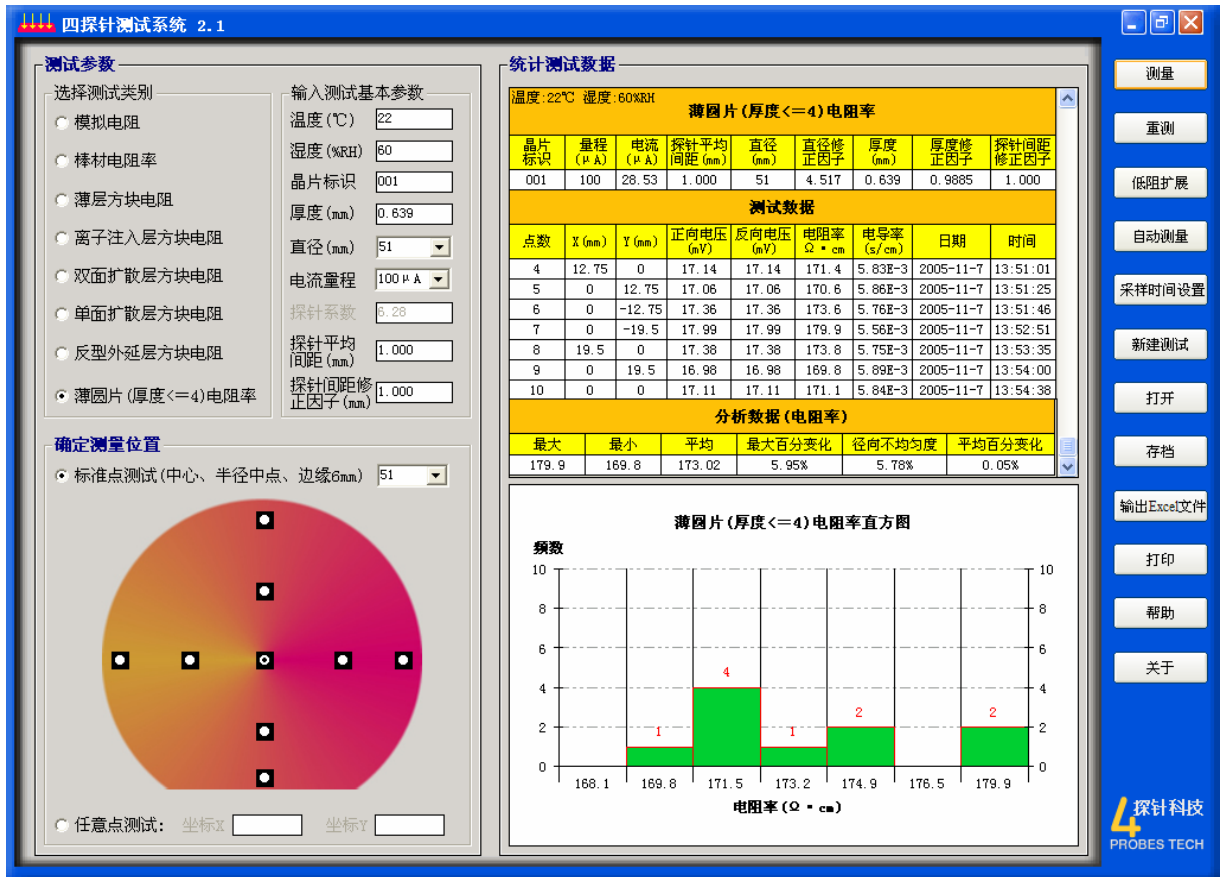 四探针测试系统 2.1
测试参数
选择测试类别
模拟电阻
棒材电阻率
薄层方块电阻
离子注入层方块电阻
双面扩散层方块电阻
单面扩散层方块电阻
反型外延层方块电阻
薄圆片(厚度<=4)电阻率
输入测试基本参数
温度(℃) 22
湿度(%RH) 60
晶片标识 001
厚度(mm) 0.639
直径(mm) 51
电流量程 100μA
探针系数 6.28
探针平均
间距(mm) 1.000
探针间距修
正因子(mm) 1.000
确定测量位置
标准点测试(中心、半径中点、边缘6mm) 51
任意点测试: 坐标X 坐标Y
统计测试数据
温度:22℃ 湿度:60%RH
薄圆片(厚度<=4)电阻率
晶片标识 量程(μA) 电流(μA) 探针平均间距(mm) 直径(mm) 直径修正因子 厚度(mm) 厚度修正因子 探针间距修正因子
001 100 28.53 1.000 51 4.517 0.639 0.9885 1.000
测试数据
点数 X(mm) Y(mm) 正向电压(mV) 反向电压(mV) 电阻率Ω·cm 电导率(s/cm) 日期 时间
4 12.75 0 17.14 17.14 171.4 5.83E-3 2005-11-7 13:51:01
5 0 12.75 17.06 17.06 170.6 5.86E-3 2005-11-7 13:51:25
6 0 -12.75 17.36 17.36 173.6 5.76E-3 2005-11-7 13:51:46
7 0 -19.5 17.99 17.99 179.9 5.56E-3 2005-11-7 13:52:51
8 19.5 0 17.38 17.38 173.8 5.75E-3 2005-11-7 13:53:35
9 0 19.5 16.98 16.98 169.8 5.89E-3 2005-11-7 13:54:00
10 0 0 17.11 17.11 171.1 5.84E-3 2005-11-7 13:54:38
分析数据(电阻率)
最大 最小 平均 最大百分变化 径向不均匀度 平均百分变化
179.9 169.8 173.02 5.95% 5.78% 0.05%
薄圆片(厚度<=4)电阻率直方图
频数
10 10
8 8
6 6
4
4 4
2 2
2 2
1 1
0 0
168.1 169.8 171.5 173.2 174.9 176.5 179.9
电阻率(Ω·cm)
测量
重测
低阻扩展
自动测量
采样时间设置
新建测试
打开
存档
输出Excel文件
打印
帮助
关于
4探针科技
PROBES TECH